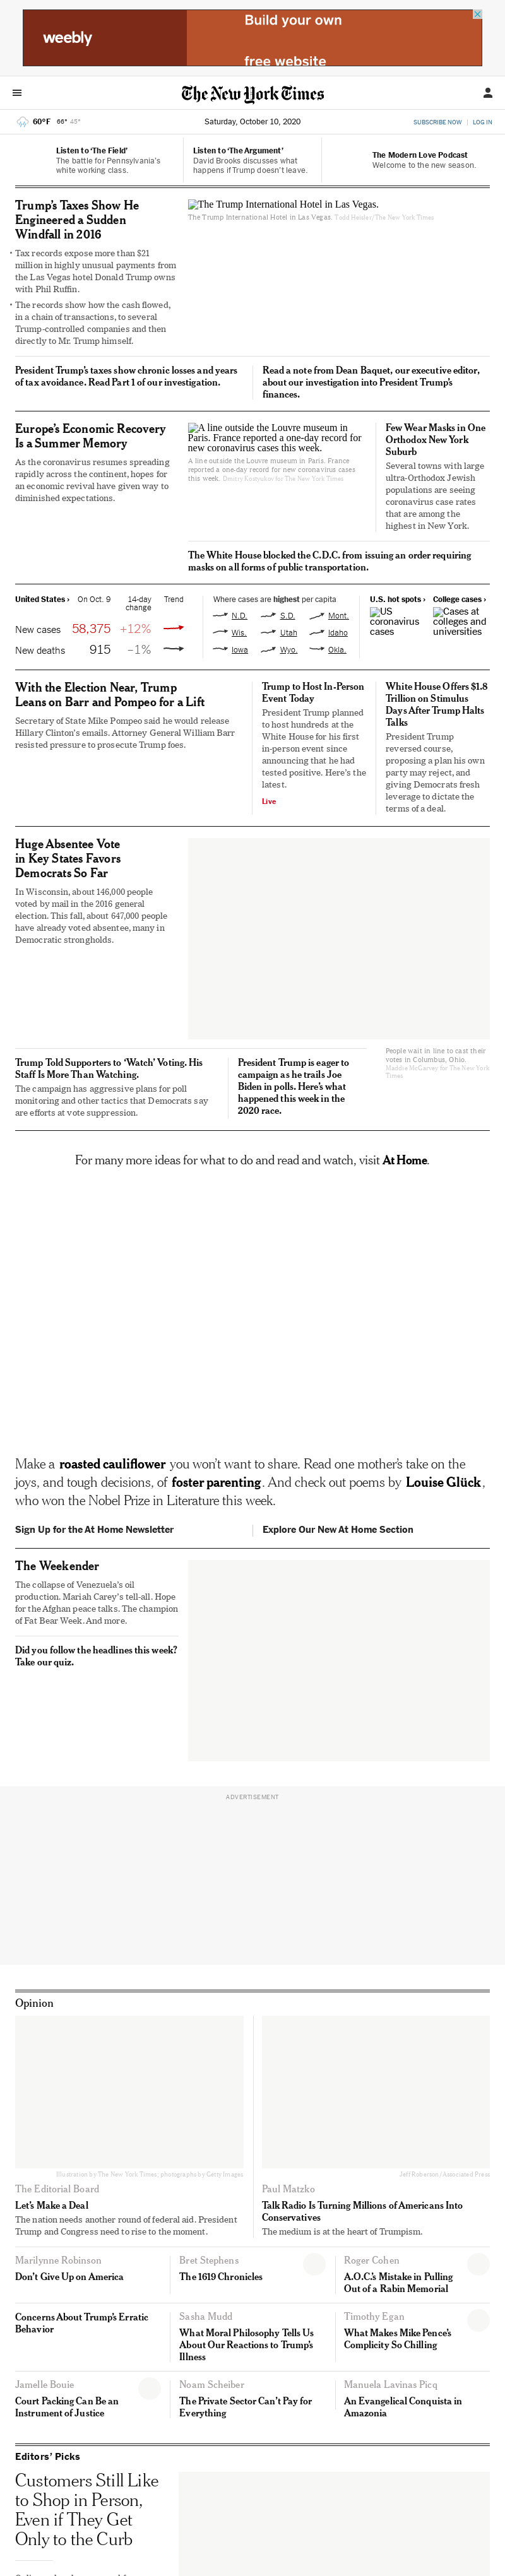 weebly
Build your own
free website
The New York Times
60°F 66° 45°
Saturday, October 10, 2020
SUBSCRIBE NOW
LOG IN
Listen to ‘The Field’
The battle for Pennsylvania’s
white working class.
Listen to ‘The Argument’
David Brooks discusses what
happens if Trump doesn’t leave.
The Modern Love Podcast
Welcome to the new season.
Trump’s Taxes Show He
Engineered a Sudden
Windfall in 2016
• Tax records expose more than $21
million in highly unusual payments from
the Las Vegas hotel Donald Trump owns
with Phil Ruffin.
• The records show how the cash flowed,
in a chain of transactions, to several
Trump-controlled companies and then
directly to Mr. Trump himself.
The Trump International Hotel in Las Vegas.
The Trump International Hotel in Las Vegas. Todd Heisler/The New York Times
President Trump’s taxes show chronic losses and years
of tax avoidance. Read Part 1 of our investigation.
Read a note from Dean Baquet, our executive editor,
about our investigation into President Trump’s
finances.
Europe’s Economic Recovery
Is a Summer Memory
As the coronavirus resumes spreading
rapidly across the continent, hopes for
an economic revival have given way to
diminished expectations.
A line outside the Louvre museum in
Paris. France reported a one-day record for
new coronavirus cases this week.
A line outside the Louvre museum in Paris. France
reported a one-day record for new coronavirus cases
this week. Dmitry Kostyukov for The New York Times
Few Wear Masks in One
Orthodox New York
Suburb
Several towns with large
ultra-Orthodox Jewish
populations are seeing
coronavirus case rates
that are among the
highest in New York.
The White House blocked the C.D.C. from issuing an order requiring
masks on all forms of public transportation.
United States ›
On Oct. 9
14-day
change
Trend
New cases 58,375 +12%
New deaths 915 –1%
Where cases are highest per capita
N.D. S.D. Mont.
Wis. Utah Idaho
Iowa Wyo. Okla.
U.S. hot spots ›
US
coronavirus
cases
College cases ›
Cases at
colleges and
universities
With the Election Near, Trump
Leans on Barr and Pompeo for a Lift
Secretary of State Mike Pompeo said he would release
Hillary Clinton’s emails. Attorney General William Barr
resisted pressure to prosecute Trump foes.
Trump to Host In-Person
Event Today
President Trump planned
to host hundreds at the
White House for his first
in-person event since
announcing that he had
tested positive. Here’s the
latest.
Live
White House Offers $1.8
Trillion on Stimulus
Days After Trump Halts
Talks
President Trump
reversed course,
proposing a plan his own
party may reject, and
giving Democrats fresh
leverage to dictate the
terms of a deal.
Huge Absentee Vote
in Key States Favors
Democrats So Far
In Wisconsin, about 146,000 people
voted by mail in the 2016 general
election. This fall, about 647,000 people
have already voted absentee, many in
Democratic strongholds.
People wait in line to cast their
votes in Columbus, Ohio.
Maddie McGarvey for The New York
Times
Trump Told Supporters to ‘Watch’ Voting. His
Staff Is More Than Watching.
The campaign has aggressive plans for poll
monitoring and other tactics that Democrats say
are efforts at vote suppression.
President Trump is eager to
campaign as he trails Joe
Biden in polls. Here’s what
happened this week in the
2020 race.
For many more ideas for what to do and read and watch, visit At Home.
Make a roasted cauliflower you won’t want to share. Read one mother’s take on the
joys, and tough decisions, of foster parenting. And check out poems by Louise Glück,
who won the Nobel Prize in Literature this week.
Sign Up for the At Home Newsletter
Explore Our New At Home Section
The Weekender
The collapse of Venezuela’s oil
production. Mariah Carey’s tell-all. Hope
for the Afghan peace talks. The champion
of Fat Bear Week. And more.
Did you follow the headlines this week?
Take our quiz.
ADVERTISEMENT
Opinion
Illustration by The New York Times; photographs by Getty Images
The Editorial Board
Let’s Make a Deal
The nation needs another round of federal aid. President
Trump and Congress need to rise to the moment.
Jeff Roberson/Associated Press
Paul Matzko
Talk Radio Is Turning Millions of Americans Into
Conservatives
The medium is at the heart of Trumpism.
Marilynne Robinson
Don’t Give Up on America
Bret Stephens
The 1619 Chronicles
Roger Cohen
A.O.C.’s Mistake in Pulling
Out of a Rabin Memorial
Concerns About Trump’s Erratic
Behavior
Sasha Mudd
What Moral Philosophy Tells Us
About Our Reactions to Trump’s
Illness
Timothy Egan
What Makes Mike Pence’s
Complicity So Chilling
Jamelle Bouie
Court Packing Can Be an
Instrument of Justice
Noam Scheiber
The Private Sector Can’t Pay for
Everything
Manuela Lavinas Picq
An Evangelical Conquista in
Amazonia
Editors’ Picks
Customers Still Like
to Shop in Person,
Even if They Get
Only to the Curb